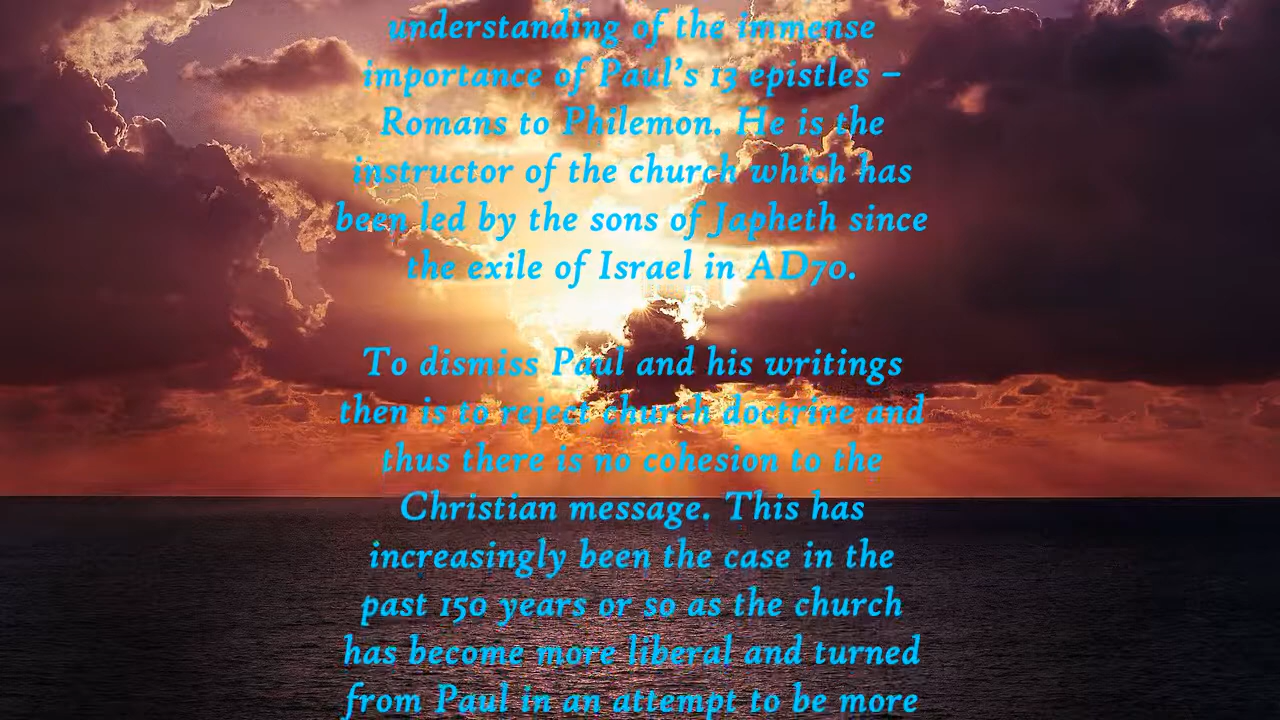 understanding of the immense
importance of Paul's 13 epistles –
Romans to Philemon. He is the
instructor of the church which has
been led by the sons of Japheth since
the exile of Israel in AD70.
To dismiss Paul and his writings
then is to reject church doctrine and
thus there is no cohesion to the
Christian message. This has
increasingly been the case in the
past 150 years or so as the church
has become more liberal and turned
from Paul in an attempt to be more